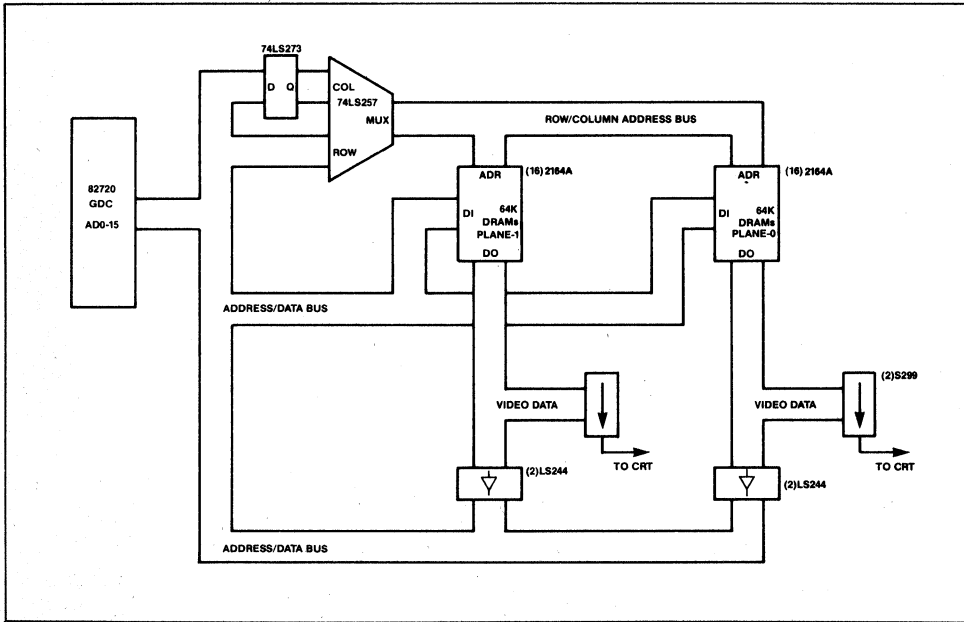 74LS273
D Q
COL
74LS257
MUX
ROW
ROW/COLUMN ADDRESS BUS
82720
GDC
AD0-15
ADR
(16) 2164A
DI
64K
DRAMs
PLANE-1
DO
ADR
(16) 2164A
DI
64K
DRAMs
PLANE-0
DO
ADDRESS/DATA BUS
VIDEO DATA
TO CRT
(2)S299
VIDEO DATA
TO CRT
(2)LS244
(2)LS244
ADDRESS/DATA BUS